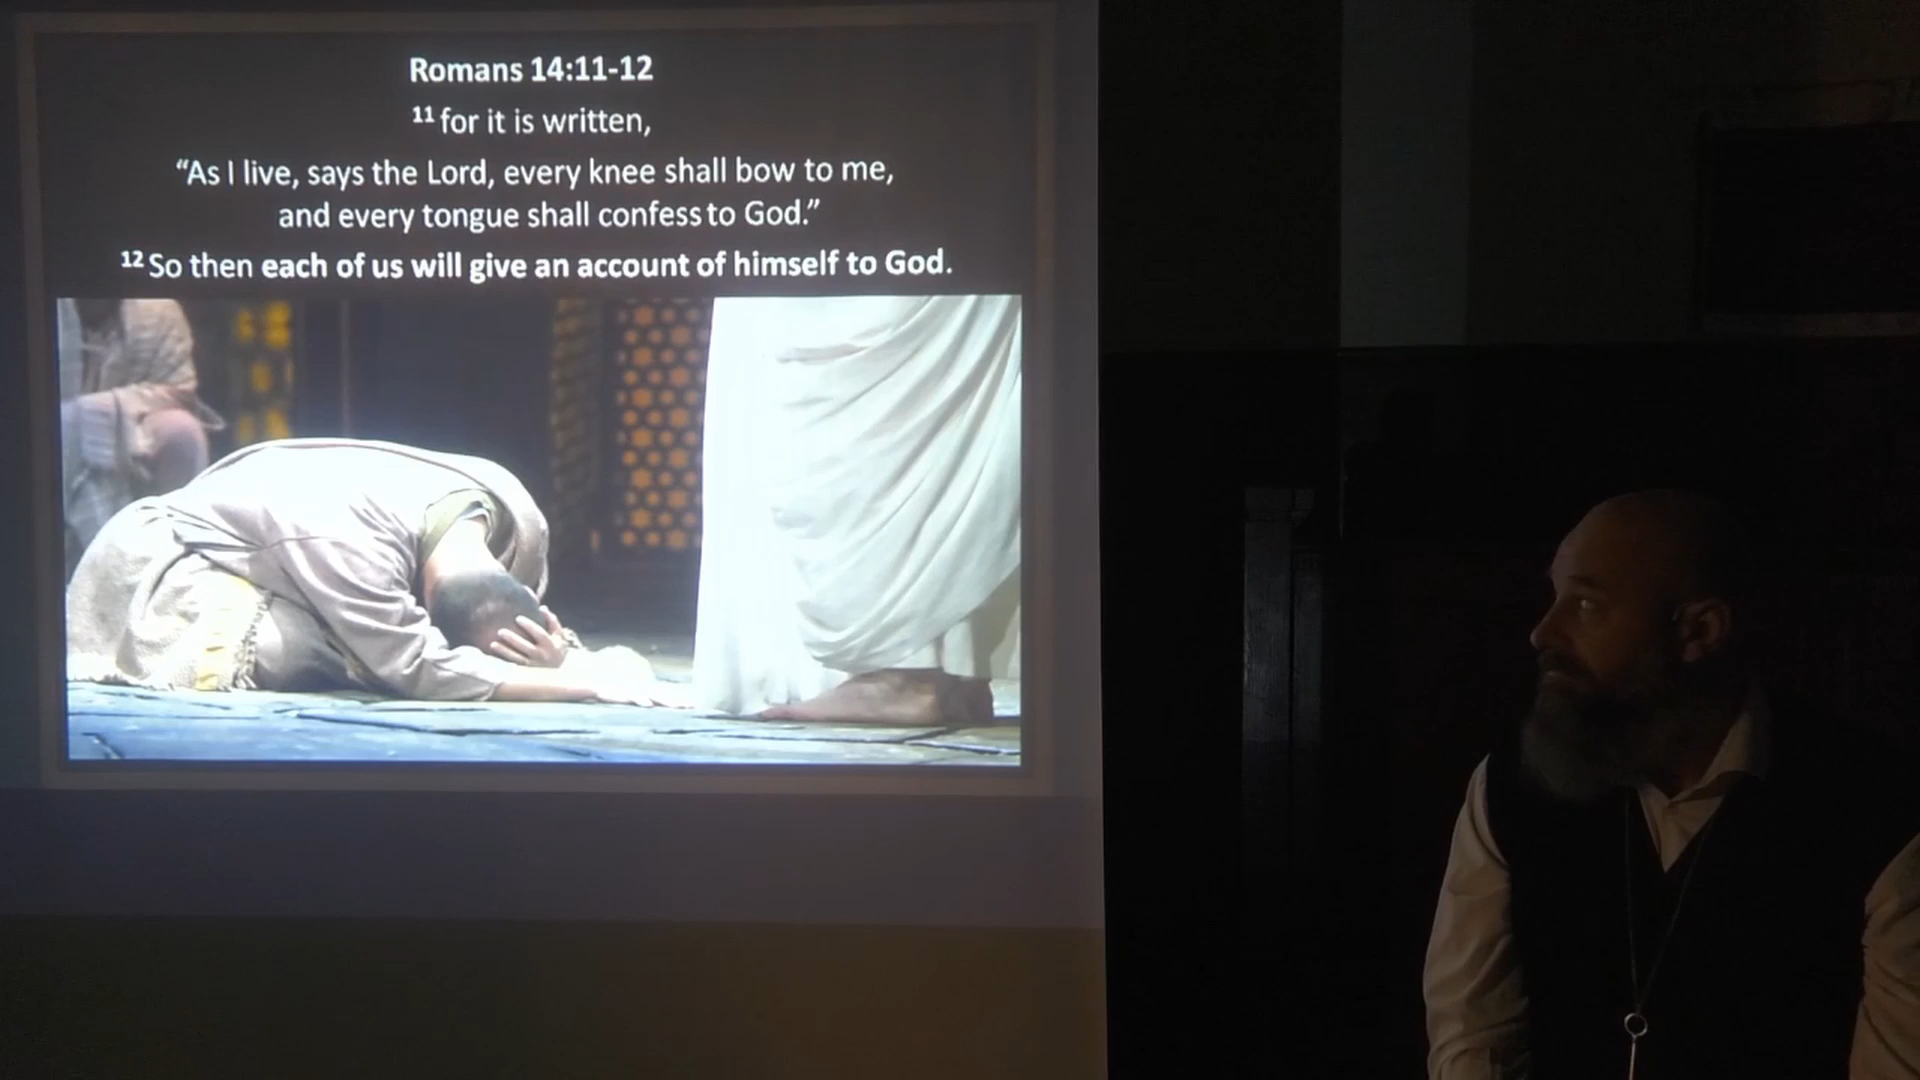 Romans 14:11-12
11 for it is written,
“As I live, says the Lord, every knee shall bow to me,
and every tongue shall confess to God.”
12 So then each of us will give an account of himself to God.